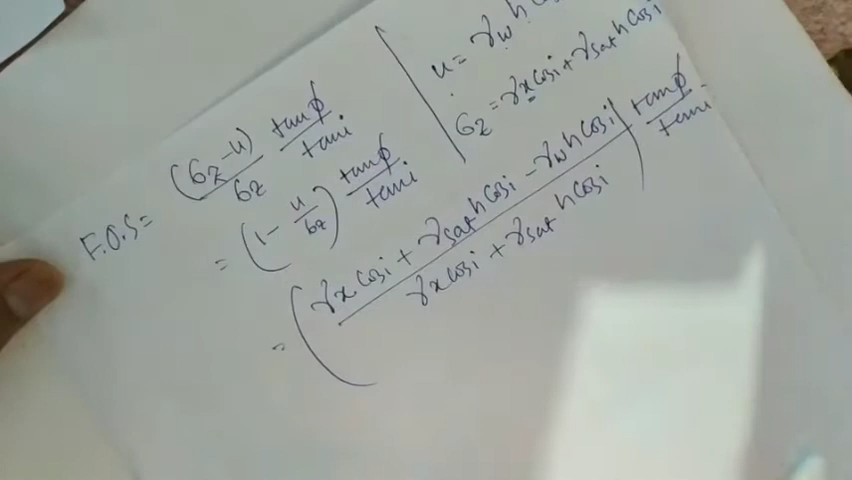 u = γw h cosi
σz = γx cosi + γsat h cosi
F.O.S = (σz - u)/σz tanφ/tani
= (1 - u/σz) tanφ/tani
= (γx cosi + γsat h cosi - γw h cosi / γx cosi + γsat h cosi) tanφ/tani